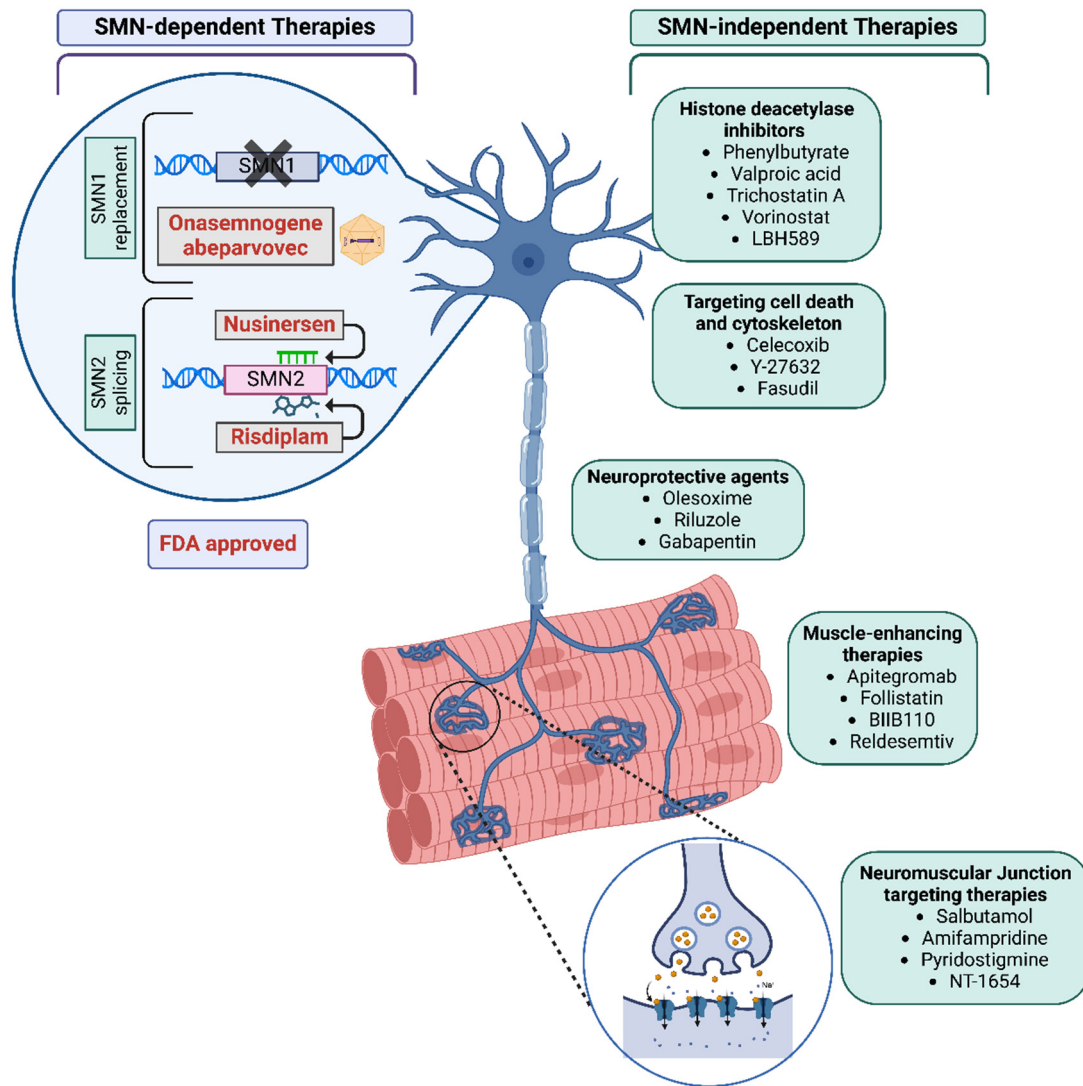 SMN-dependent Therapies
SMN1
replacement
SMN1
Onasemnogene
abeparvovec
SMN2
splicing
Nusinersen
SMN2
Risdiplam
FDA approved
SMN-independent Therapies
Histone deacetylase
inhibitors
• Phenylbutyrate
• Valproic acid
• Trichostatin A
• Vorinostat
• LBH589
Targeting cell death
and cytoskeleton
• Celecoxib
• Y-27632
• Fasudil
Neuroprotective agents
• Olesoxime
• Riluzole
• Gabapentin
Muscle-enhancing
therapies
• Apitegromab
• Follistatin
• BIIB110
• Reldesemtiv
Neuromuscular Junction
targeting therapies
• Salbutamol
• Amifampridine
• Pyridostigmine
• NT-1654
Na⁺